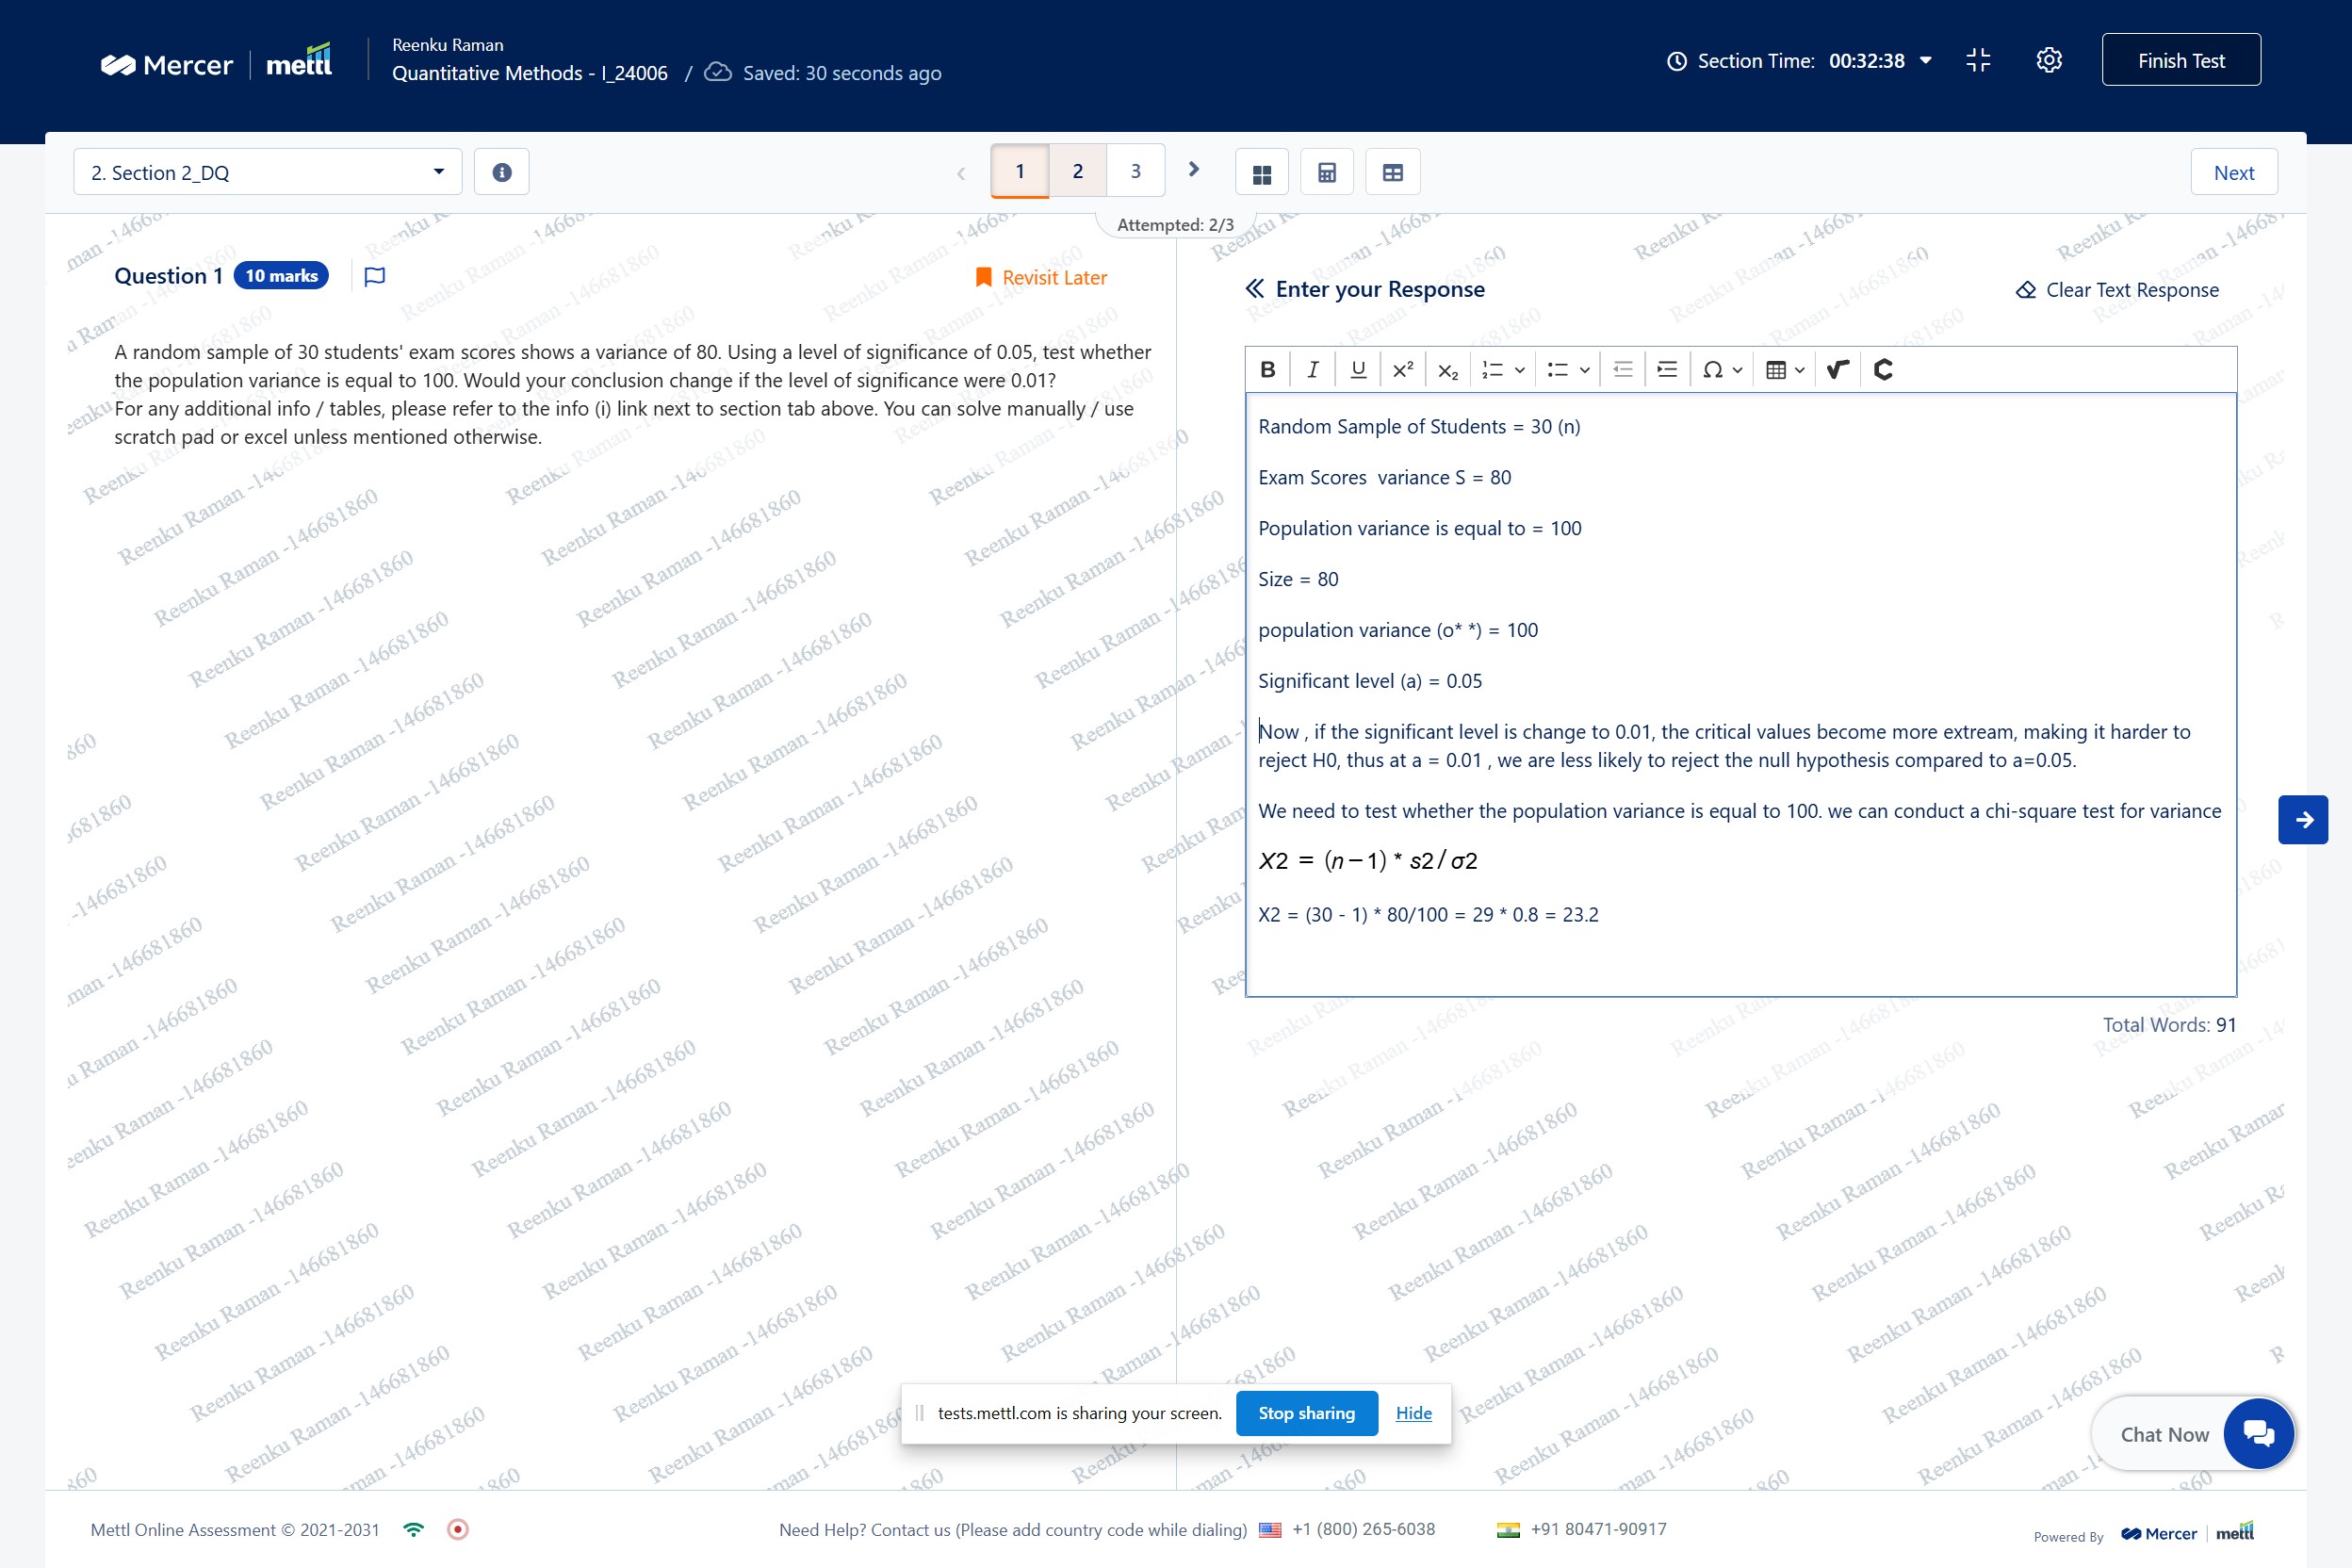 Mercer | mettl
Reenku Raman
Quantitative Methods - I_24006 / Saved: 30 seconds ago
Section Time: 00:32:38
Finish Test
2. Section 2_DQ
1 2 3
Next
Attempted: 2/3
Question 1 10 marks
Revisit Later
A random sample of 30 students' exam scores shows a variance of 80. Using a level of significance of 0.05, test whether
the population variance is equal to 100. Would your conclusion change if the level of significance were 0.01?
For any additional info / tables, please refer to the info (i) link next to section tab above. You can solve manually / use
scratch pad or excel unless mentioned otherwise.
Enter your Response
Clear Text Response
Random Sample of Students = 30 (n)
Exam Scores  variance S = 80
Population variance is equal to = 100
Size = 80
population variance (o* *) = 100
Significant level (a) = 0.05
Now , if the significant level is change to 0.01, the critical values become more extream, making it harder to
reject H0, thus at a = 0.01 , we are less likely to reject the null hypothesis compared to a=0.05.
We need to test whether the population variance is equal to 100. we can conduct a chi-square test for variance
X2 = (n−1) * s2/σ2
X2 = (30 - 1) * 80/100 = 29 * 0.8 = 23.2
Total Words: 91
Reenku Raman -146681860
tests.mettl.com is sharing your screen. Stop sharing Hide
Chat Now
Mettl Online Assessment © 2021-2031
Need Help? Contact us (Please add country code while dialing) +1 (800) 265-6038 +91 80471-90917
Powered By Mercer | mettl